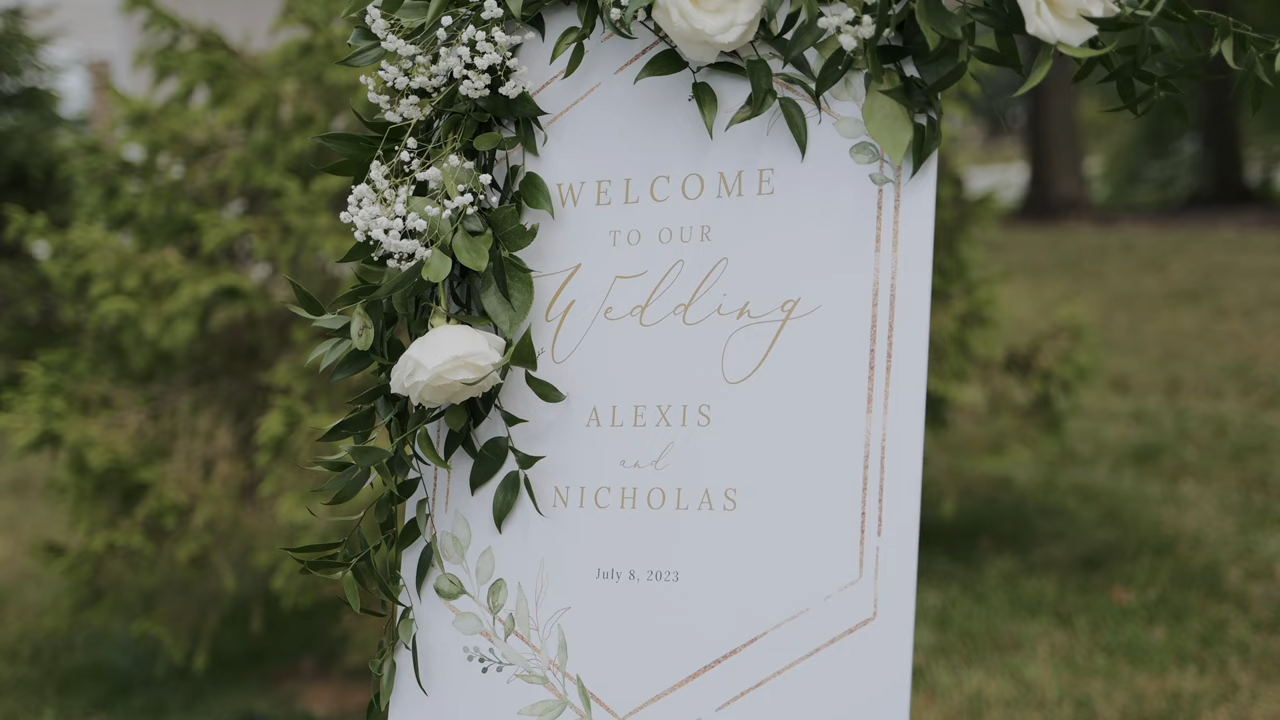 WELCOME
TO OUR
Wedding
ALEXIS
and
NICHOLAS
July 8, 2023